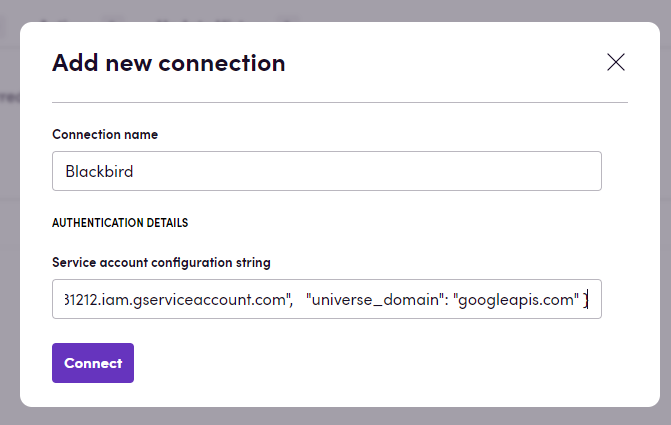 Add new connection
Connection name
Blackbird
AUTHENTICATION DETAILS
Service account configuration string
31212.iam.gserviceaccount.com", "universe_domain": "googleapis.com" }
Connect